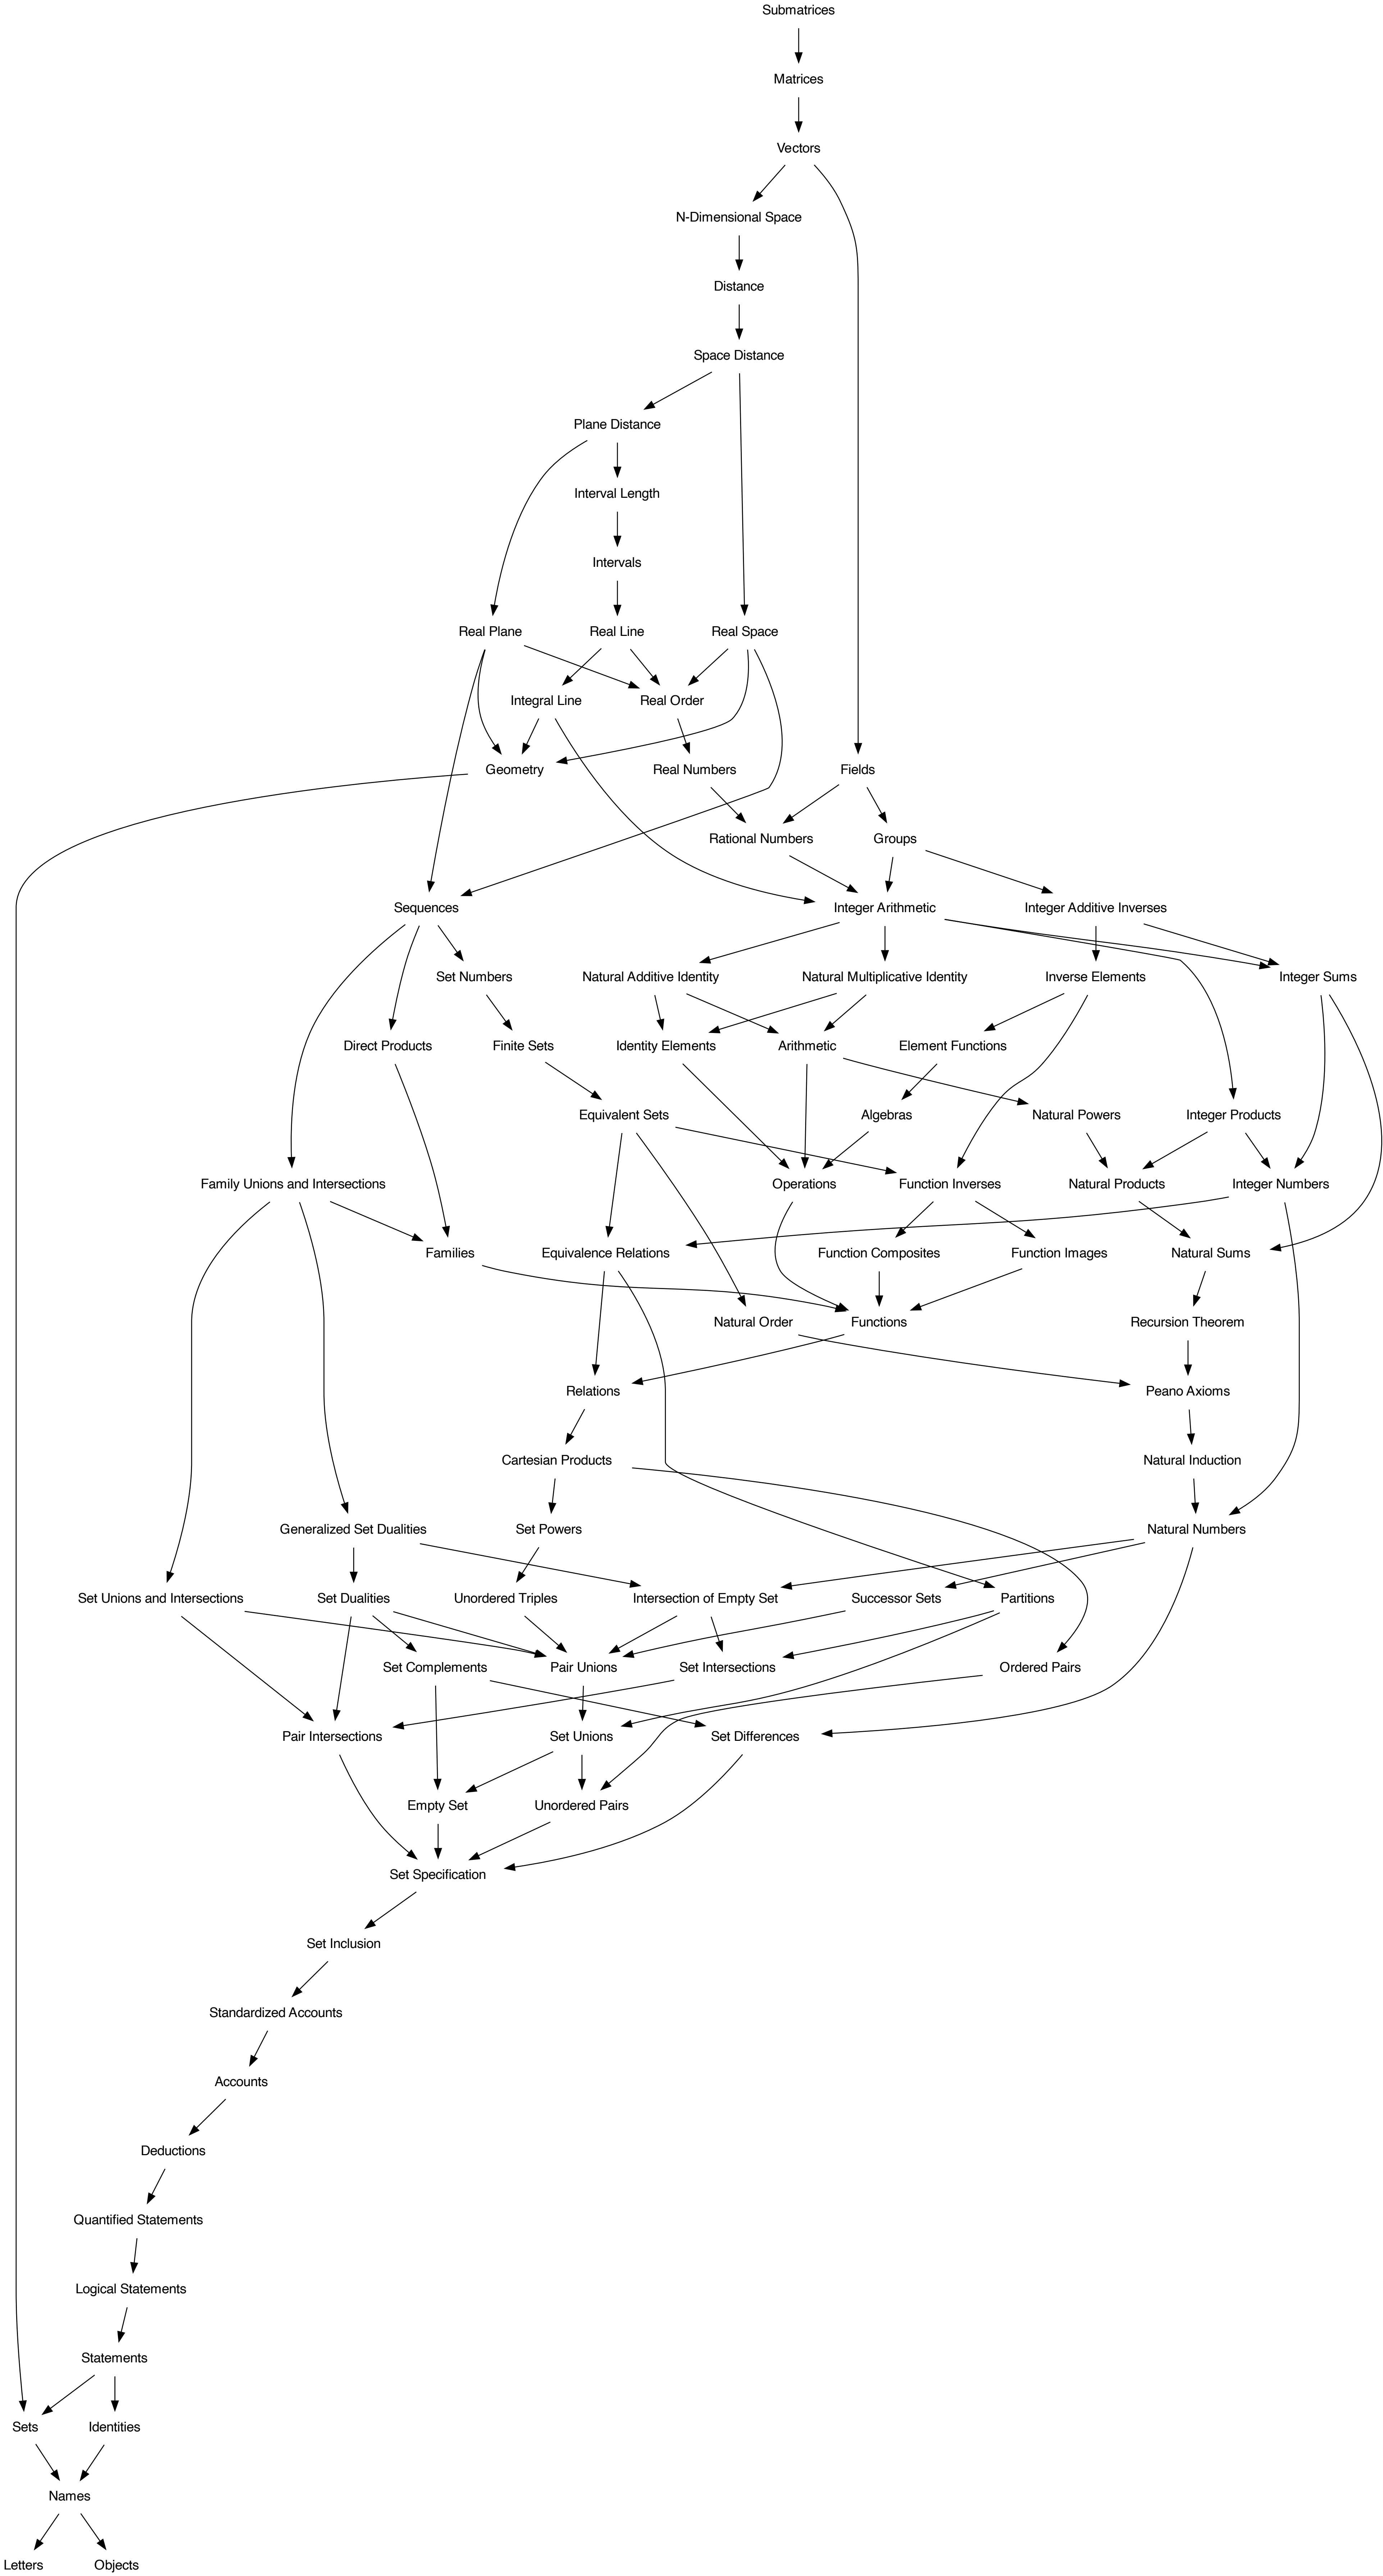 Submatrices
Matrices
Vectors
N-Dimensional Space
Distance
Space Distance
Plane Distance
Interval Length
Intervals
Real Plane
Real Line
Real Space
Integral Line
Real Order
Geometry
Real Numbers
Fields
Rational Numbers
Groups
Sequences
Integer Arithmetic
Integer Additive Inverses
Set Numbers
Natural Additive Identity
Natural Multiplicative Identity
Inverse Elements
Integer Sums
Direct Products
Finite Sets
Identity Elements
Arithmetic
Element Functions
Equivalent Sets
Algebras
Natural Powers
Integer Products
Family Unions and Intersections
Operations
Function Inverses
Natural Products
Integer Numbers
Families
Equivalence Relations
Function Composites
Function Images
Natural Sums
Natural Order
Functions
Recursion Theorem
Relations
Peano Axioms
Cartesian Products
Natural Induction
Generalized Set Dualities
Set Powers
Natural Numbers
Set Unions and Intersections
Set Dualities
Unordered Triples
Intersection of Empty Set
Successor Sets
Partitions
Set Complements
Pair Unions
Set Intersections
Ordered Pairs
Pair Intersections
Set Unions
Set Differences
Empty Set
Unordered Pairs
Set Specification
Set Inclusion
Standardized Accounts
Accounts
Deductions
Quantified Statements
Logical Statements
Statements
Sets
Identities
Names
Letters
Objects